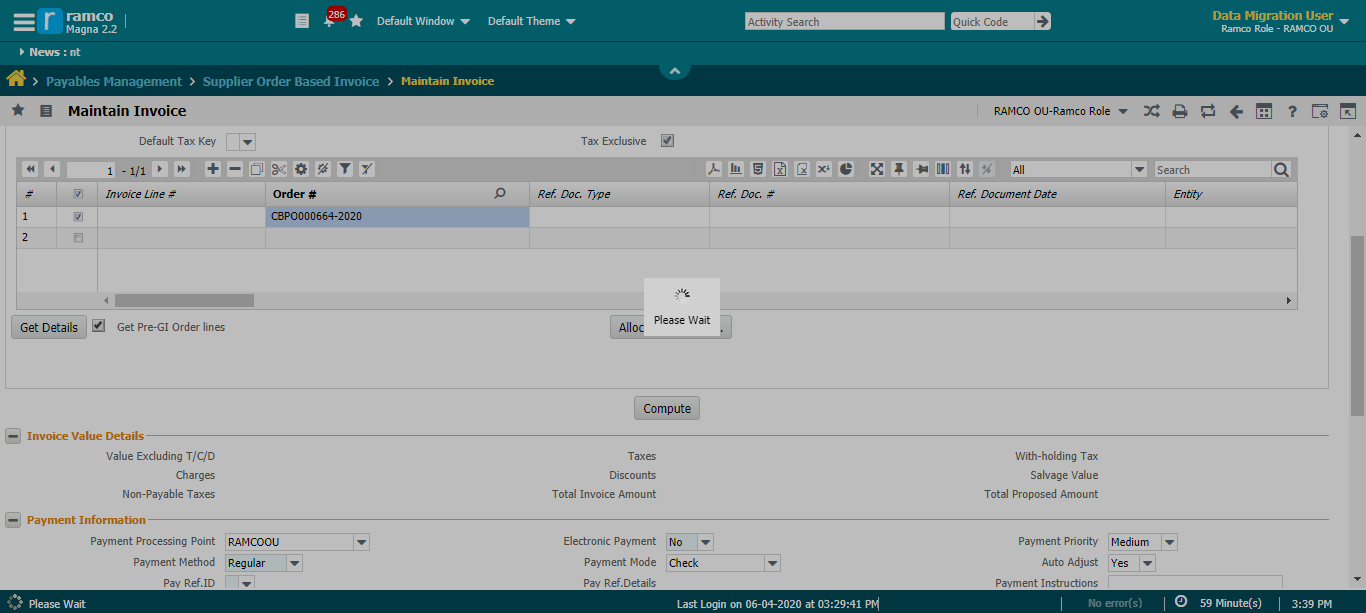 ramco
Magna 2.2
286
Default Window
Default Theme
Activity Search
Quick Code
Data Migration User
Ramco Role - RAMCO OU
News : nt
Payables Management > Supplier Order Based Invoice > Maintain Invoice
Maintain Invoice
RAMCO OU-Ramco Role
Default Tax Key
Tax Exclusive
1 - 1/1
All
Search
# Invoice Line # Order # Ref. Doc. Type Ref. Doc. # Ref. Document Date Entity
1 CBPO000664-2020
2
Get Details
Get Pre-GI Order lines
Please Wait
Compute
Invoice Value Details
Value Excluding T/C/D Taxes With-holding Tax
Charges Discounts Salvage Value
Non-Payable Taxes Total Invoice Amount Total Proposed Amount
Payment Information
Payment Processing Point RAMCOOU Electronic Payment No Payment Priority Medium
Payment Method Regular Payment Mode Check Auto Adjust Yes
Pay Ref.ID Pay Ref.Details Payment Instructions
Please Wait
Last Login on 06-04-2020 at 03:29:41 PM
No error(s)
59 Minute(s)
3:39 PM